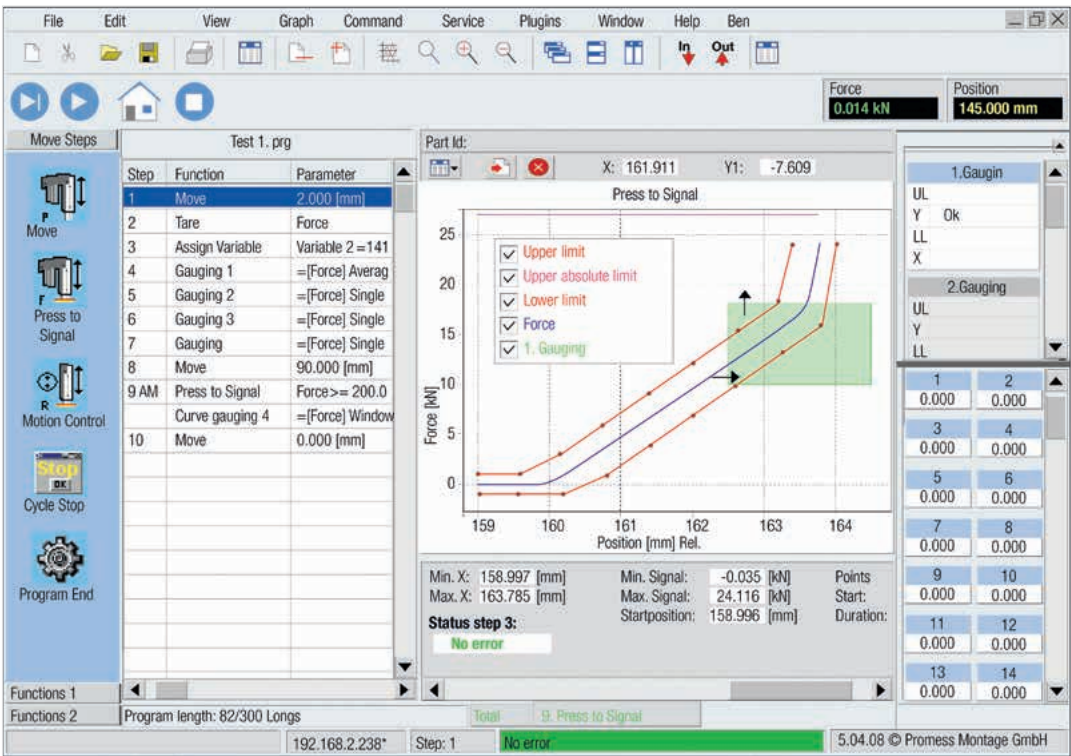 File Edit View Graph Command Service Plugins Window Help Ben
In Out
Force Position
0.014 kN 145.000 mm
Move Steps
P
Move
F
Press to
Signal
R
Motion Control
Stop
OK
Cycle Stop
Program End
Functions 1
Functions 2
Test 1. prg
Step Function Parameter
1 Move 2.000 [mm]
2 Tare Force
3 Assign Variable Variable 2 =141
4 Gauging 1 =[Force] Averag
5 Gauging 2 =[Force] Single
6 Gauging 3 =[Force] Single
7 Gauging =[Force] Single
8 Move 90.000 [mm]
9 AM Press to Signal Force>= 200.0
Curve gauging 4 =[Force] Window
10 Move 0.000 [mm]
Part Id:
X: 161.911 Y1: -7.609
Press to Signal
Upper limit
Upper absolute limit
Lower limit
Force
1. Gauging
Force [kN]
25
20
15
10
5
0
159 160 161 162 163 164
Position [mm] Rel.
Min. X: 158.997 [mm] Min. Signal: -0.035 [kN] Points
Max. X: 163.785 [mm] Max. Signal: 24.116 [kN] Start:
Startposition: 158.996 [mm] Duration:
Status step 3:
No error
1.Gaugin
UL
Y Ok
LL
X
2.Gauging
UL
Y
LL
1 2
0.000 0.000
3 4
0.000 0.000
5 6
0.000 0.000
7 8
0.000 0.000
9 10
0.000 0.000
11 12
0.000 0.000
13 14
0.000 0.000
Program length: 82/300 Longs Total 9. Press to Signal
192.168.2.238* Step: 1 No error 5.04.08 © Promess Montage GmbH